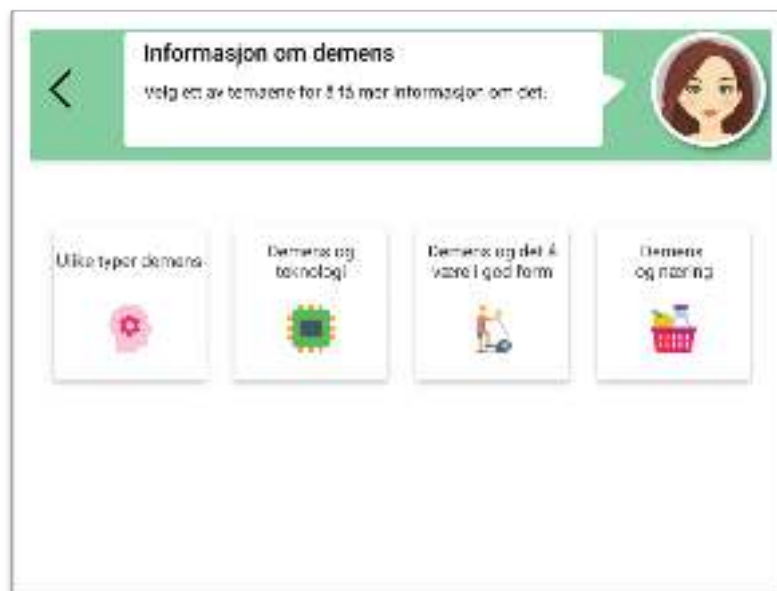 Informasjon om demens
Velg ett av temaene for å få mer informasjon om det:
Ulike typer demens
Demens og
teknologi
Demens og det å
være i god form
Demens
og næring